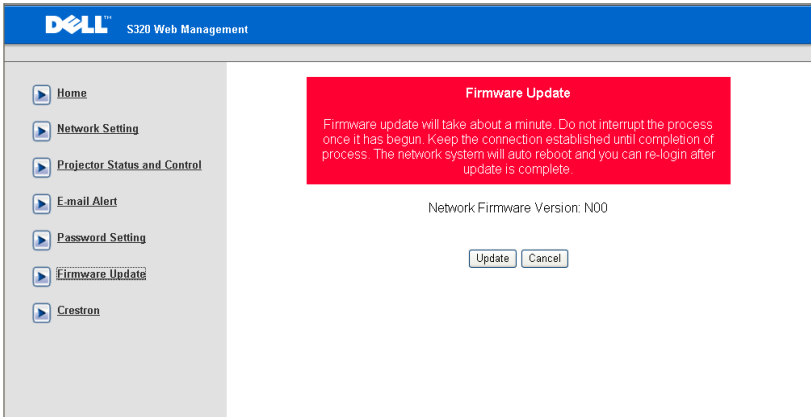 DELL™ S320 Web Management
Home
Network Setting
Projector Status and Control
E-mail Alert
Password Setting
Firmware Update
Crestron
Firmware Update
Firmware update will take about a minute. Do not interrupt the process
once it has begun. Keep the connection established until completion of
process. The network system will auto reboot and you can re-login after
update is complete.
Network Firmware Version: N00
Update Cancel